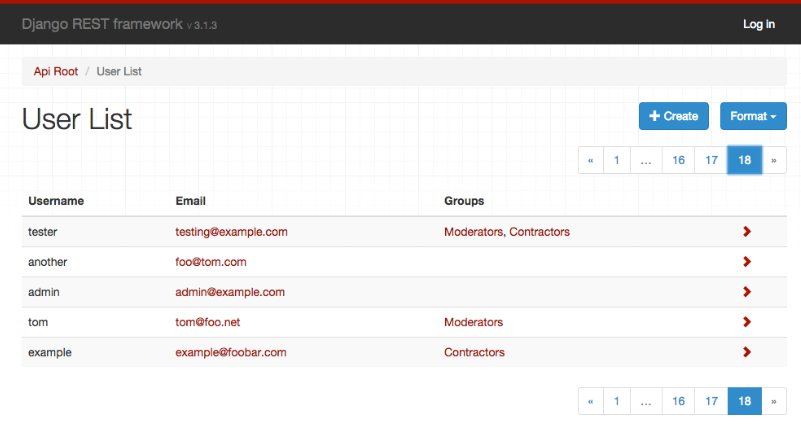 Django REST framework v 3.1.3 Log in
Api Root / User List
User List
Create Format
« 1 ... 16 17 18 »
Username Email Groups
tester testing@example.com Moderators, Contractors
another foo@tom.com
admin admin@example.com
tom tom@foo.net Moderators
example example@foobar.com Contractors
« 1 ... 16 17 18 »